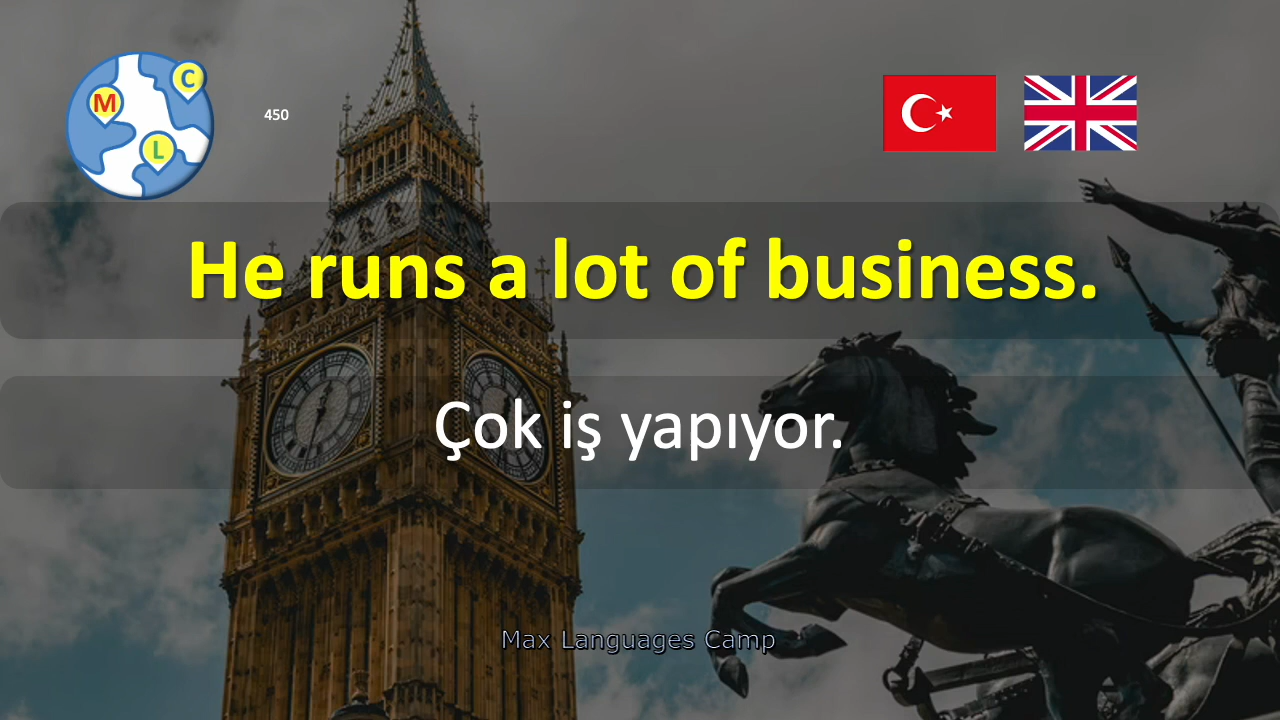 M
C
L
450
He runs a lot of business.
Çok iş yapıyor.
Max Languages Camp